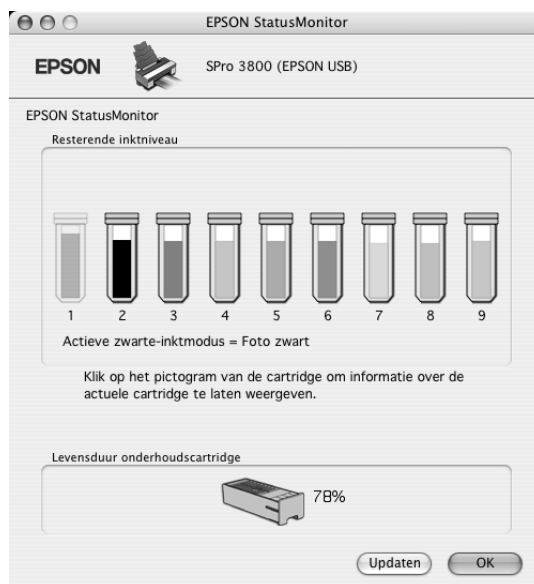 EPSON StatusMonitor
EPSON
SPro 3800 (EPSON USB)
EPSON StatusMonitor
Resterende inktniveau
1 2 3 4 5 6 7 8 9
Actieve zwarte-inktmodus = Foto zwart
Klik op het pictogram van de cartridge om informatie over de
actuele cartridge te laten weergeven.
Levensduur onderhoudscartridge
78%
Updaten OK